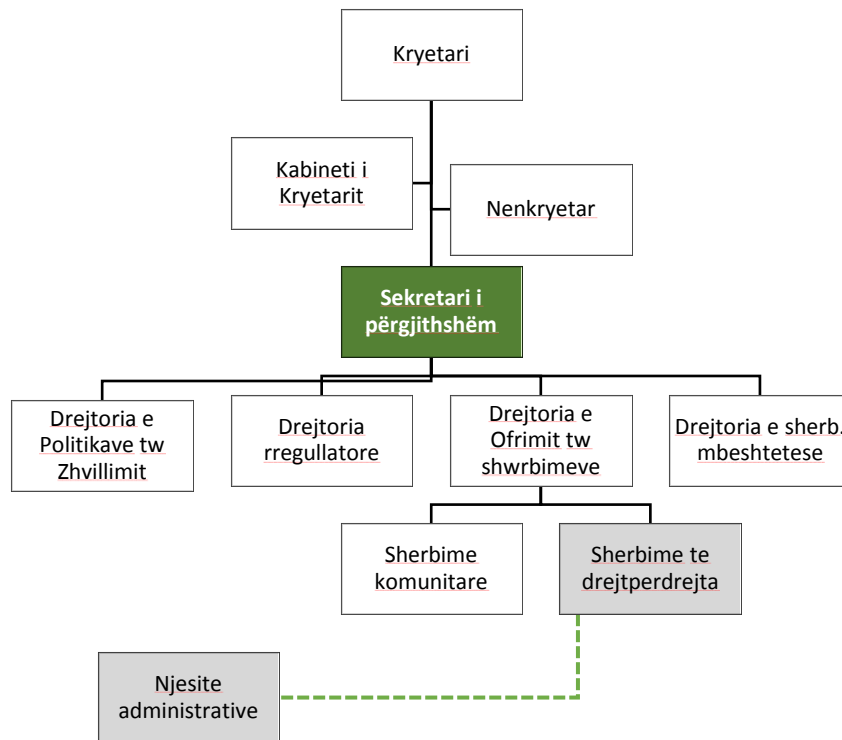 Kryetari
Kabineti i
Kryetarit
Nenkryetar
Sekretari i
përgjithshëm
Drejtoria e
Politikave tw
Zhvillimit
Drejtoria
rregullatore
Drejtoria e
Ofrimit tw
shwrbimeve
Drejtoria e sherb.
mbeshtetese
Sherbime
komunitare
Sherbime te
drejtperdrejta
Njesite
administrative